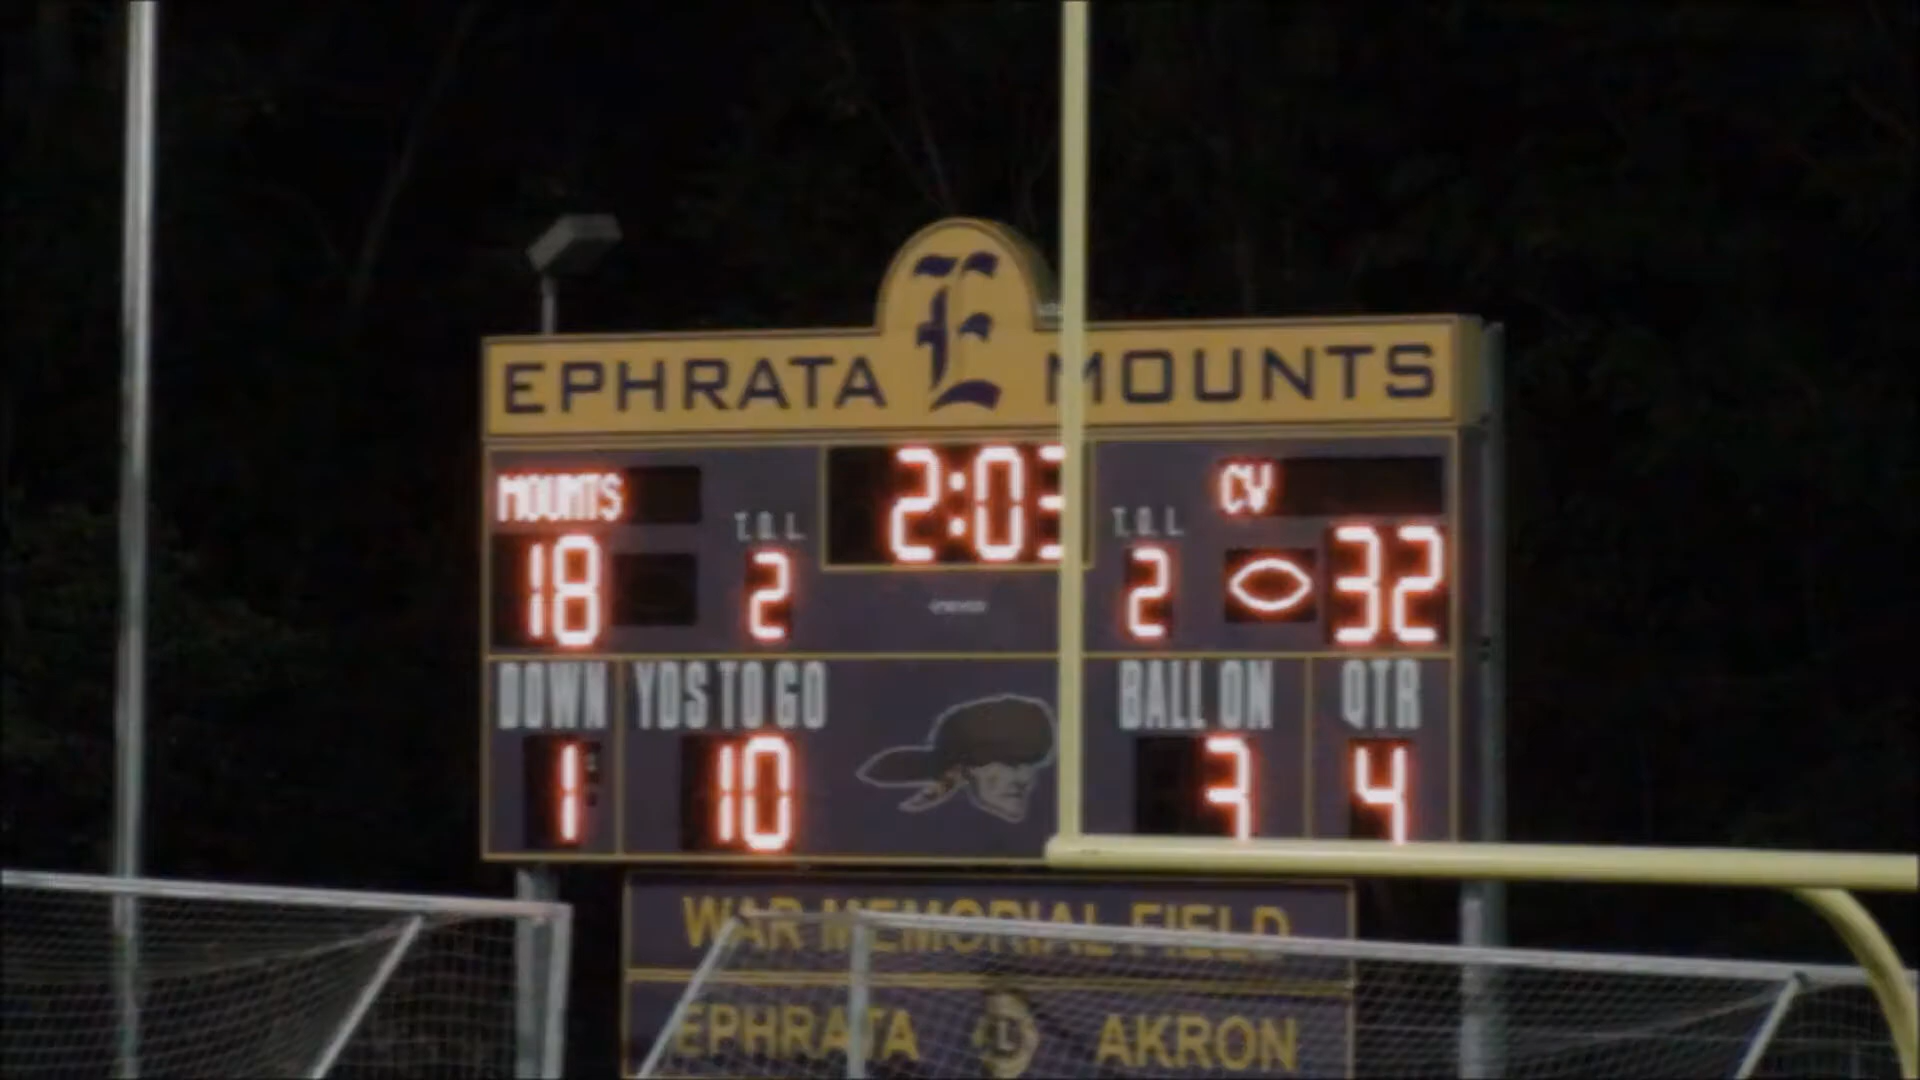 E
EPHRATA MOUNTS
MOUNTS 2:03 CV
T.O.L. T.O.L.
18 2 2 32
DOWN YDS TO GO BALL ON QTR
1 10 3 4
WAR MEMORIAL FIELD
EPHRATA L AKRON